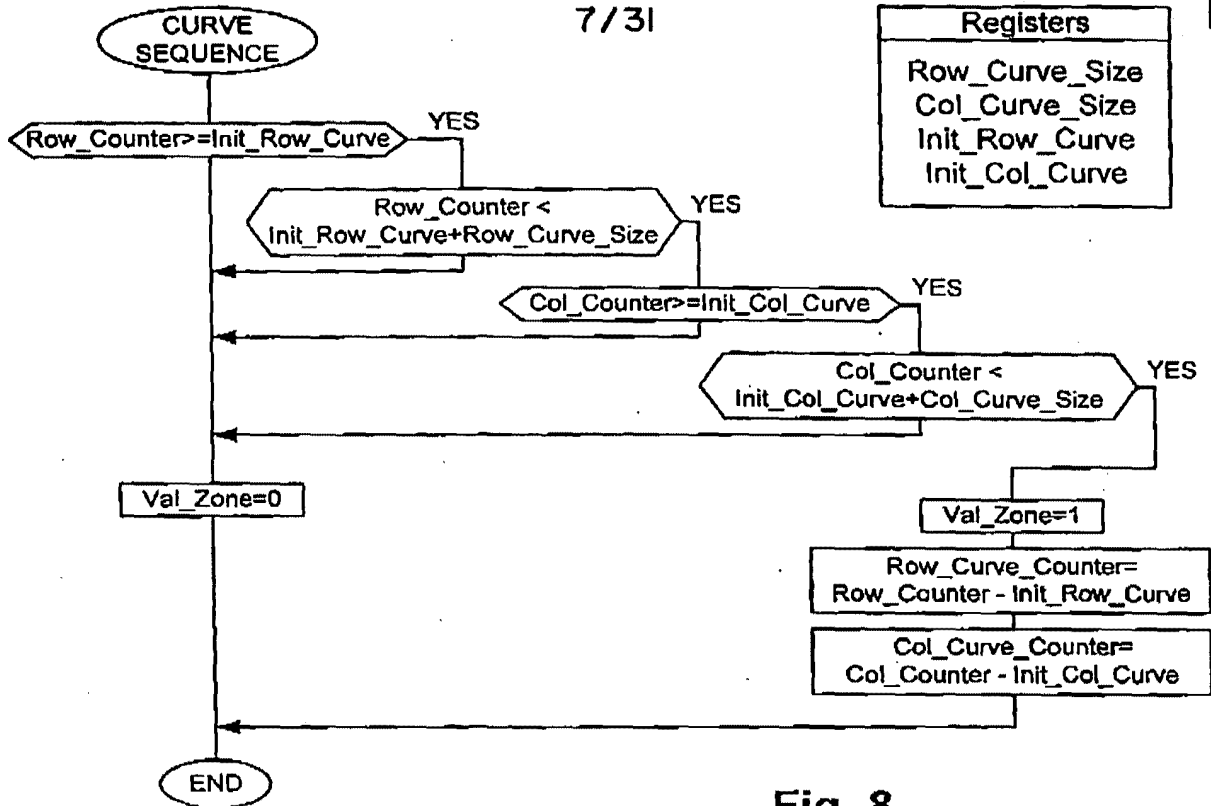 7/31
CURVE
SEQUENCE
Registers
Row_Curve_Size
Col_Curve_Size
Init_Row_Curve
Init_Col_Curve
Row_Counter>=Init_Row_Curve
YES
Row_Counter <
Init_Row_Curve+Row_Curve_Size
YES
Col_Counter>=Init_Col_Curve
YES
Col_Counter <
Init_Col_Curve+Col_Curve_Size
YES
Val_Zone=0
Val_Zone=1
Row_Curve_Counter=
Row_Counter - Init_Row_Curve
Col_Curve_Counter=
Col_Counter - Init_Col_Curve
END
Fig. 8